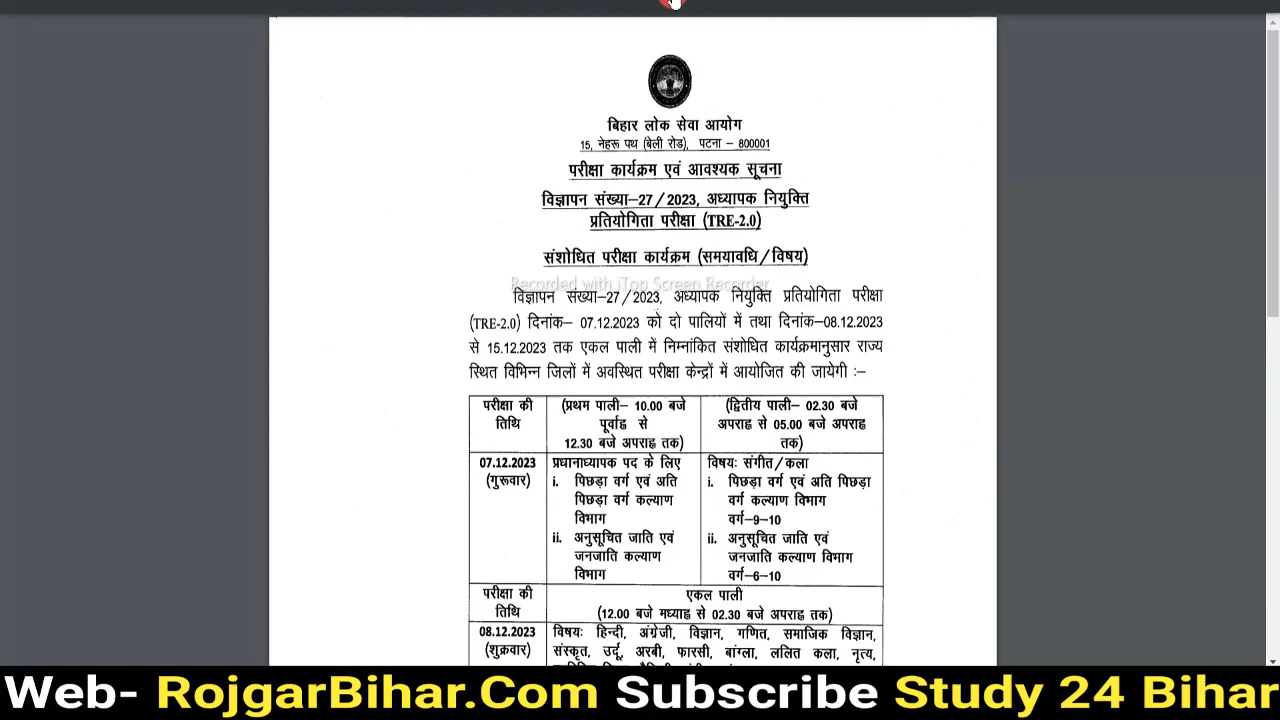 बिहार लोक सेवा आयोग
15, नेहरू पथ (बेली रोड), पटना – 800001
परीक्षा कार्यक्रम एवं आवश्यक सूचना
विज्ञापन संख्या–27/2023, अध्यापक नियुक्ति
प्रतियोगिता परीक्षा (TRE-2.0)
संशोधित परीक्षा कार्यक्रम (समयावधि/विषय)
Recorded with iTop Screen Recorder
विज्ञापन संख्या–27/2023, अध्यापक नियुक्ति प्रतियोगिता परीक्षा
(TRE-2.0) दिनांक– 07.12.2023 को दो पालियों में तथा दिनांक–08.12.2023
से 15.12.2023 तक एकल पाली में निम्नांकित संशोधित कार्यक्रमानुसार राज्य
स्थित विभिन्न जिलों में अवस्थित परीक्षा केन्द्रों में आयोजित की जायेगी :–
परीक्षा की
तिथि
(प्रथम पाली– 10.00 बजे
पूर्वाह्न से
12.30 बजे अपराह्न तक)
(द्वितीय पाली– 02.30 बजे
अपराह्न से 05.00 बजे अपराह्न
तक)
07.12.2023
(गुरूवार)
प्रधानाध्यापक पद के लिए
i. पिछड़ा वर्ग एवं अति
पिछड़ा वर्ग कल्याण
विभाग
ii. अनुसूचित जाति एवं
जनजाति कल्याण
विभाग
विषयः संगीत/कला
i. पिछड़ा वर्ग एवं अति पिछड़ा
वर्ग कल्याण विभाग
वर्ग–9–10
ii. अनुसूचित जाति एवं
जनजाति कल्याण विभाग
वर्ग–6–10
परीक्षा की
तिथि
एकल पाली
(12.00 बजे मध्याह्न से 02.30 बजे अपराह्न तक)
08.12.2023
(शुक्रवार)
विषयः हिन्दी, अंग्रेजी, विज्ञान, गणित, समाजिक विज्ञान,
संस्कृत, उर्दू, अरबी, फारसी, बांग्ला, ललित कला, नृत्य,
Web- RojgarBihar.Com Subscribe Study 24 Bihar